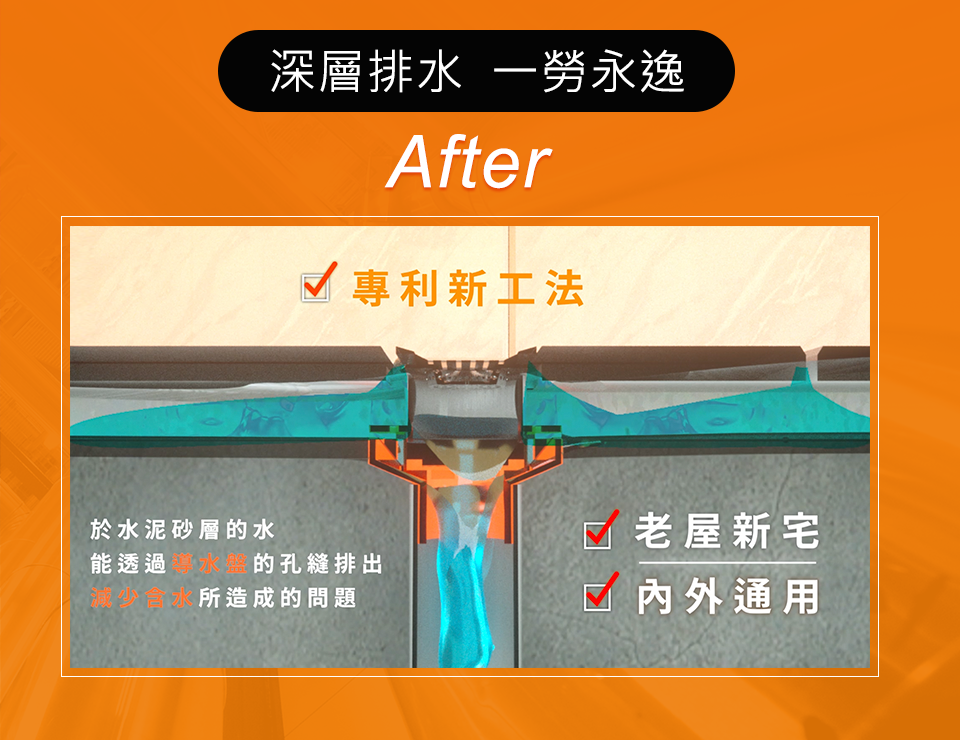 深層排水 一勞永逸
After
專利新工法
於水泥砂層的水
能透過導水盤的孔縫排出
減少含水所造成的問題
老屋新宅
內外通用